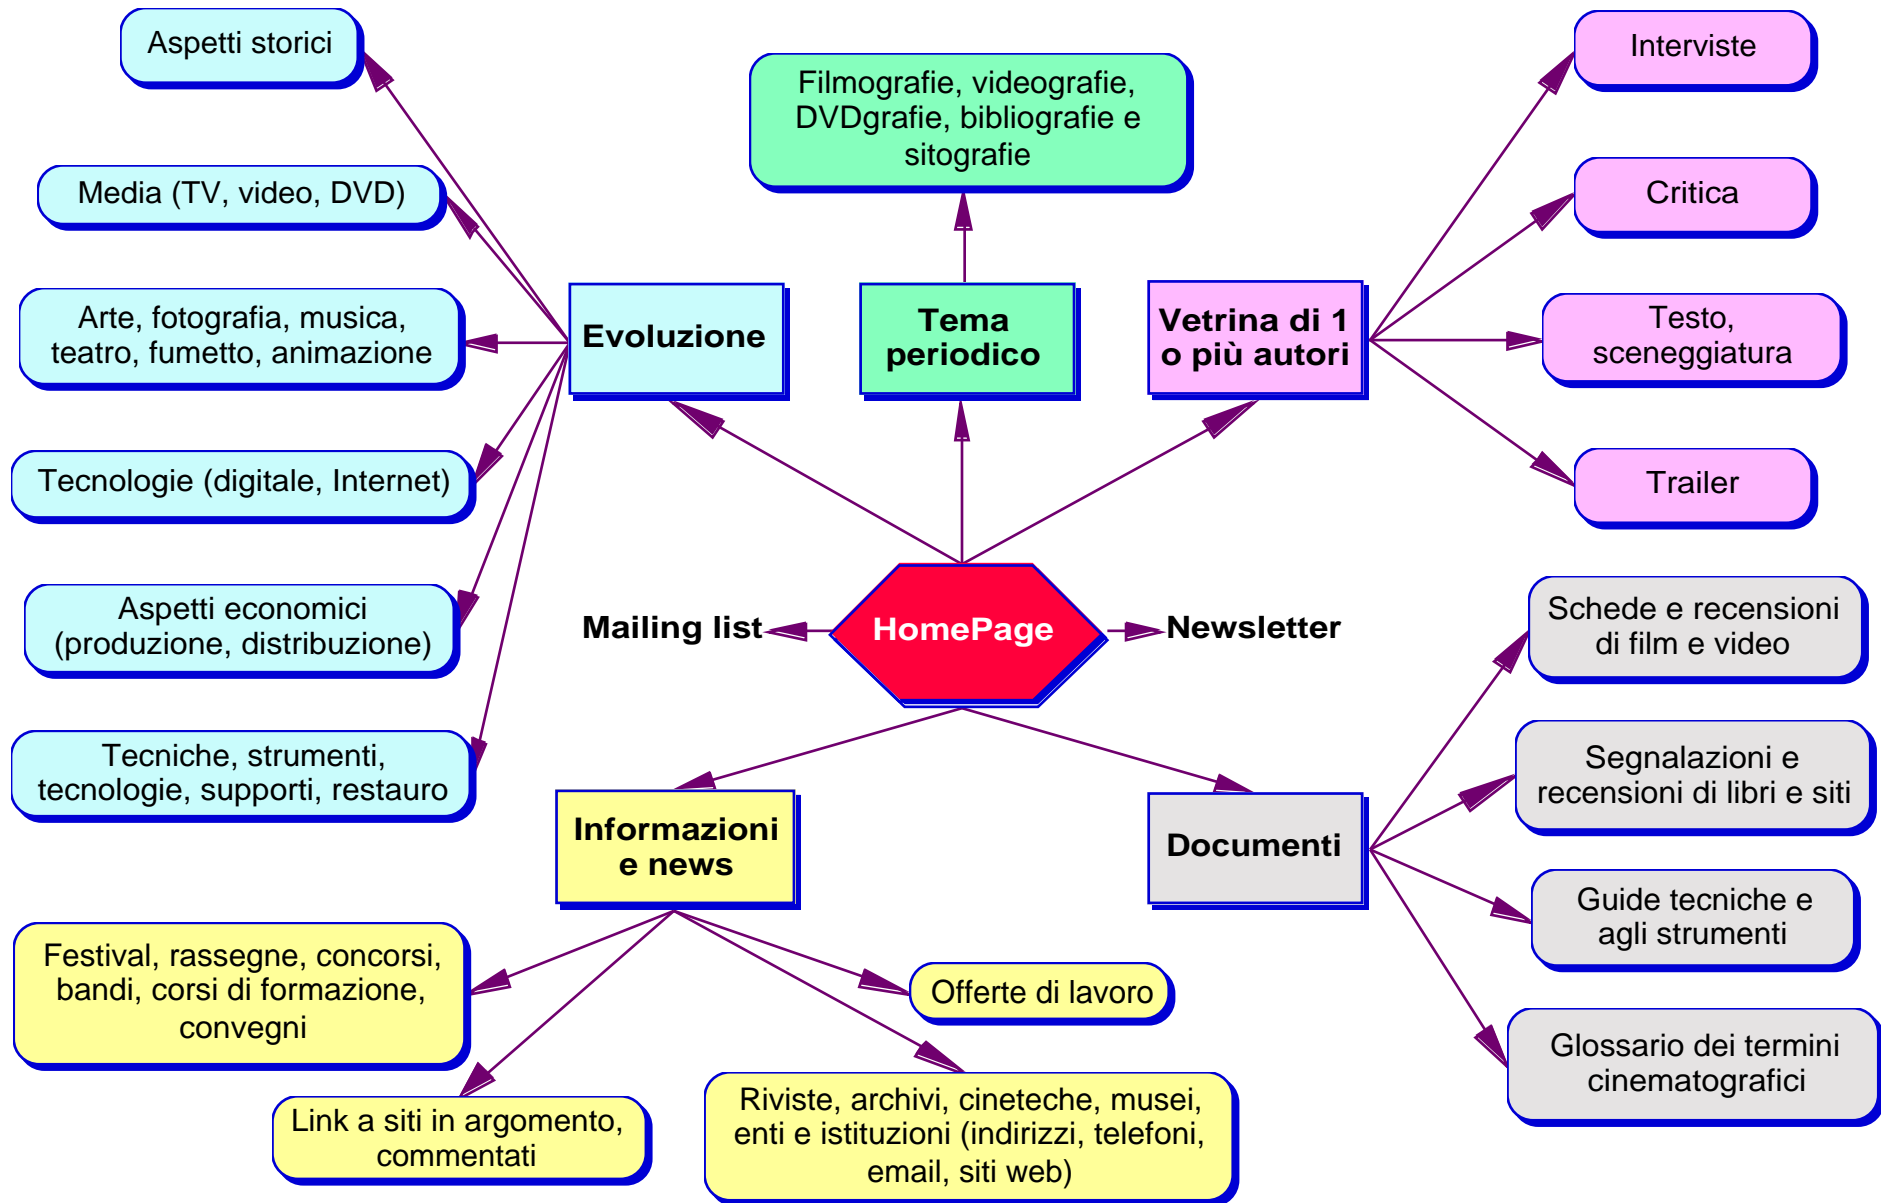 Aspetti storici
Media (TV, video, DVD)
Arte, fotografia, musica,
teatro, fumetto, animazione
Tecnologie (digitale, Internet)
Aspetti economici
(produzione, distribuzione)
Tecniche, strumenti,
tecnologie, supporti, restauro
Evoluzione
Filmografie, videografie,
DVDgrafie, bibliografie e
sitografie
Tema
periodico
Vetrina di 1
o più autori
Interviste
Critica
Testo,
sceneggiatura
Trailer
Mailing list
HomePage
Newsletter
Informazioni
e news
Festival, rassegne, concorsi,
bandi, corsi di formazione,
convegni
Link a siti in argomento,
commentati
Riviste, archivi, cineteche, musei,
enti e istituzioni (indirizzi, telefoni,
email, siti web)
Offerte di lavoro
Documenti
Schede e recensioni
di film e video
Segnalazioni e
recensioni di libri e siti
Guide tecniche e
agli strumenti
Glossario dei termini
cinematografici